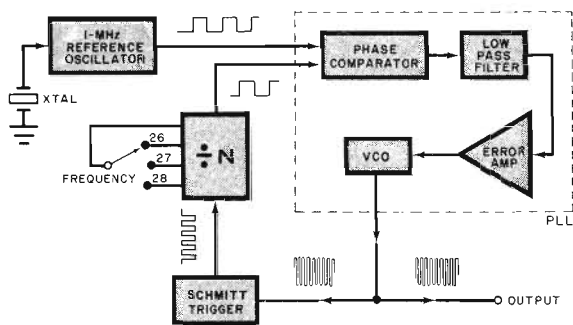 1-MHz
REFERENCE
OSCILLATOR
XTAL
PHASE
COMPARATOR
LOW
PASS
FILTER
26
27
28
FREQUENCY
÷N
VCO
ERROR
AMP
PLL
SCHMITT
TRIGGER
OUTPUT